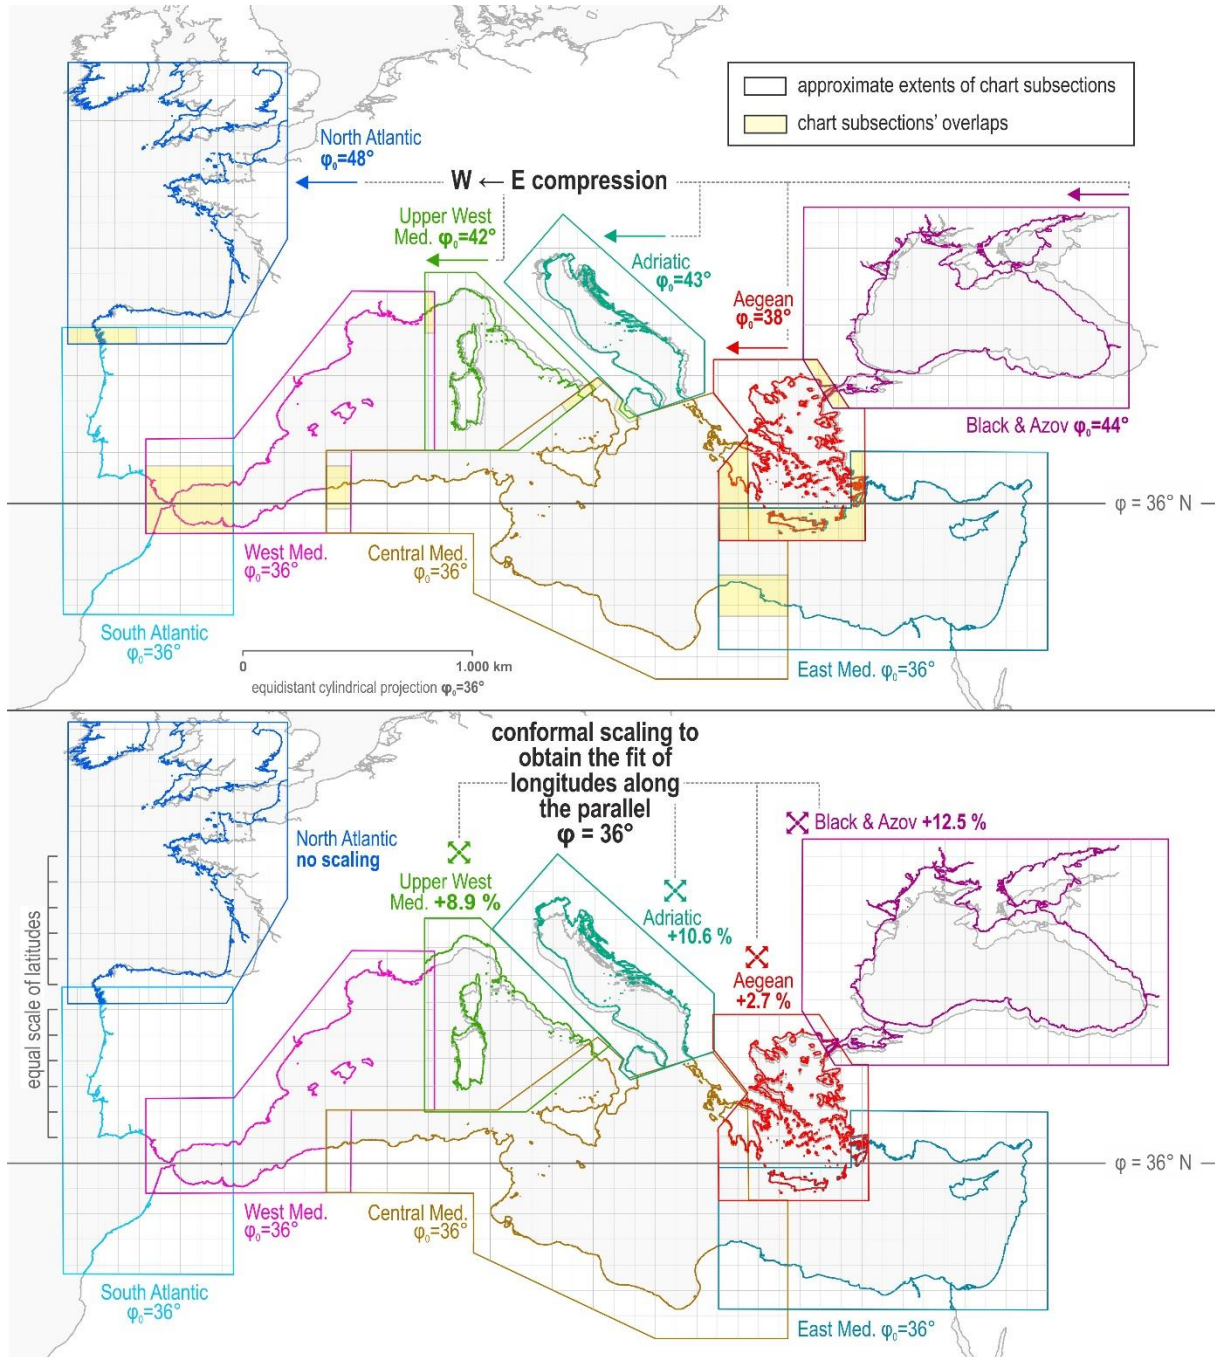 approximate extents of chart subsections
chart subsections' overlaps
North Atlantic
φ₀=48°
W ← E compression
Upper West
Med. φ₀=42°
Adriatic
φ₀=43°
Aegean
φ₀=38°
Black & Azov φ₀=44°
φ = 36° N
West Med.
φ₀=36°
Central Med.
φ₀=36°
South Atlantic
φ₀=36°
East Med. φ₀=36°
0 1.000 km
equidistant cylindrical projection φ₀=36°
conformal scaling to
obtain the fit of
longitudes along
the parallel
φ = 36°
Black & Azov +12.5 %
North Atlantic
no scaling
Upper West
Med. +8.9 %
Adriatic
+10.6 %
Aegean
+2.7 %
equal scale of latitudes
φ = 36° N
West Med.
φ₀=36°
Central Med.
φ₀=36°
South Atlantic
φ₀=36°
East Med. φ₀=36°